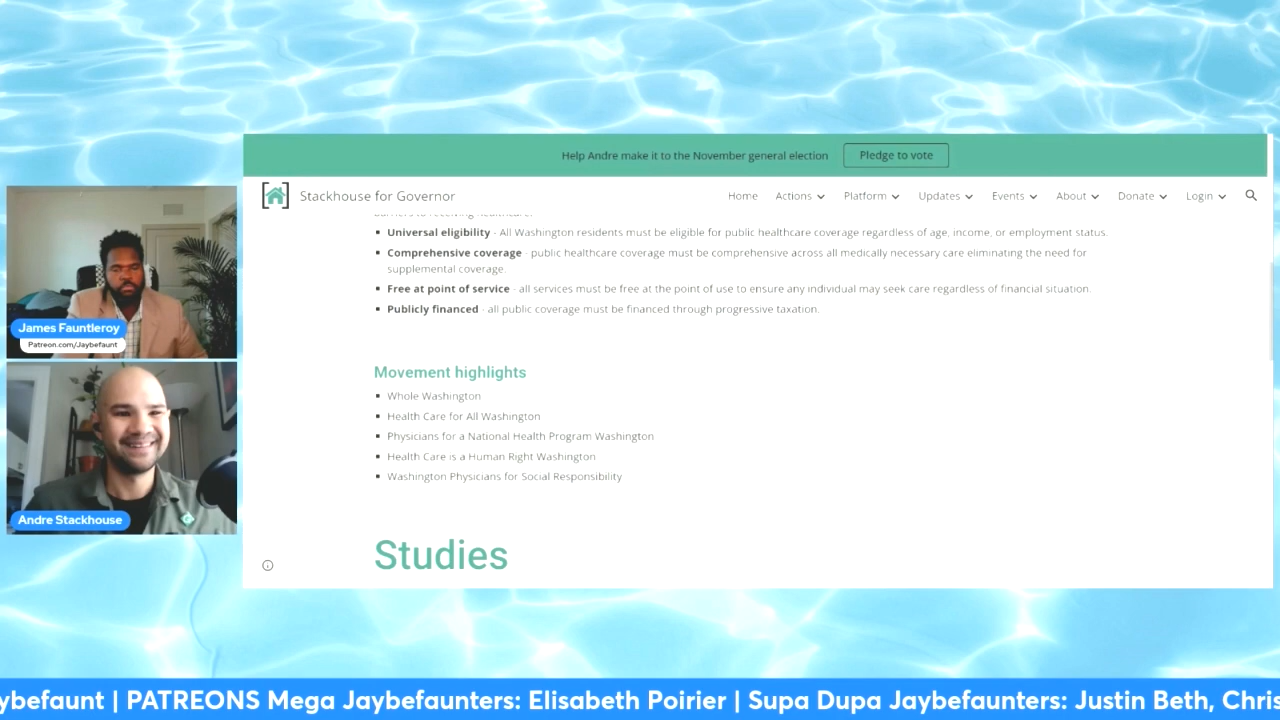 Help Andre make it to the November general election
Pledge to vote
Stackhouse for Governor
Home
Actions
Platform
Updates
Events
About
Donate
Login
barriers to receiving healthcare.
Universal eligibility - All Washington residents must be eligible for public healthcare coverage regardless of age, income, or employment status.
Comprehensive coverage - public healthcare coverage must be comprehensive across all medically necessary care eliminating the need for
supplemental coverage.
Free at point of service - all services must be free at the point of use to ensure any individual may seek care regardless of financial situation.
Publicly financed - all public coverage must be financed through progressive taxation.
Movement highlights
Whole Washington
Health Care for All Washington
Physicians for a National Health Program Washington
Health Care is a Human Right Washington
Washington Physicians for Social Responsibility
Studies
James Fauntleroy
Patreon.com/Jaybefaunt
Andre Stackhouse
ybefaunt | PATREONS Mega Jaybefaunters: Elisabeth Poirier | Supa Dupa Jaybefaunters: Justin Beth, Chris